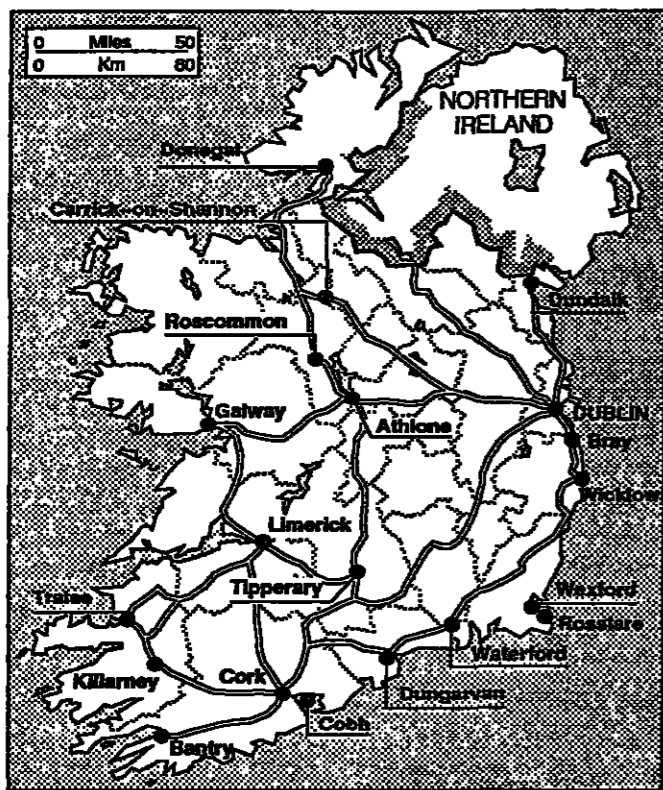 0 Miles 50
0 Km 80
NORTHERN
IRELAND
Donegal
Carrick-on-Shannon
Dundalk
Roscommon
Galway
Athlone
DUBLIN
Bray
Wicklow
Limerick
Tipperary
Tralee
Wexford
Rosslare
Waterford
Killarney
Cork
Dungarvan
Cobh
Bantry